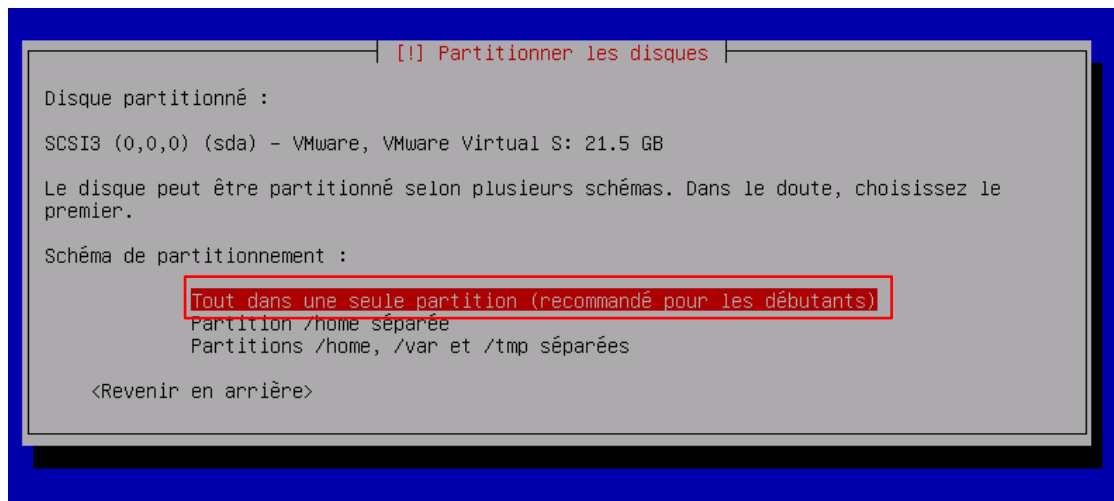 [!] Partitionner les disques
Disque partitionné :
SCSI3 (0,0,0) (sda) – VMware, VMware Virtual S: 21.5 GB
Le disque peut être partitionné selon plusieurs schémas. Dans le doute, choisissez le
premier.
Schéma de partitionnement :
Tout dans une seule partition (recommandé pour les débutants)
Partition /home séparée
Partitions /home, /var et /tmp séparées
<Revenir en arrière>